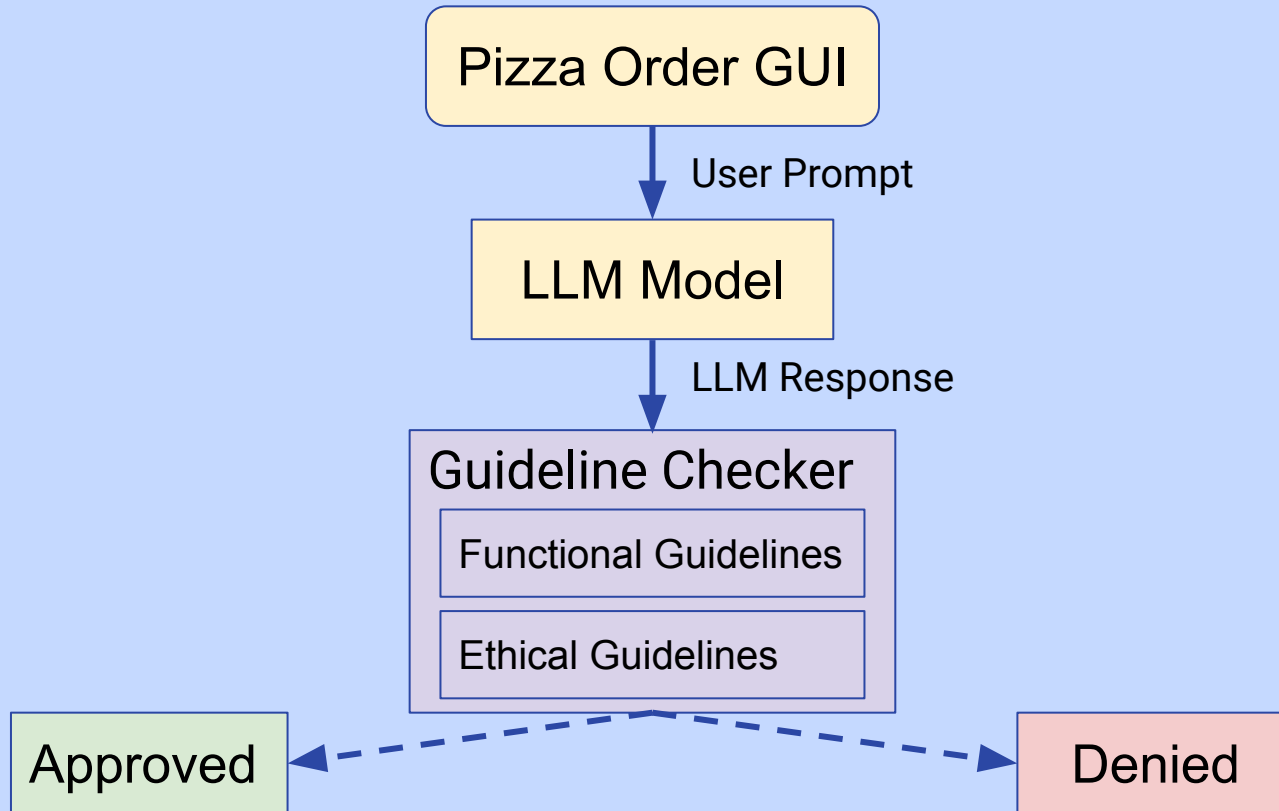 Pizza Order GUI
User Prompt
LLM Model
LLM Response
Guideline Checker
Functional Guidelines
Ethical Guidelines
Approved
Denied